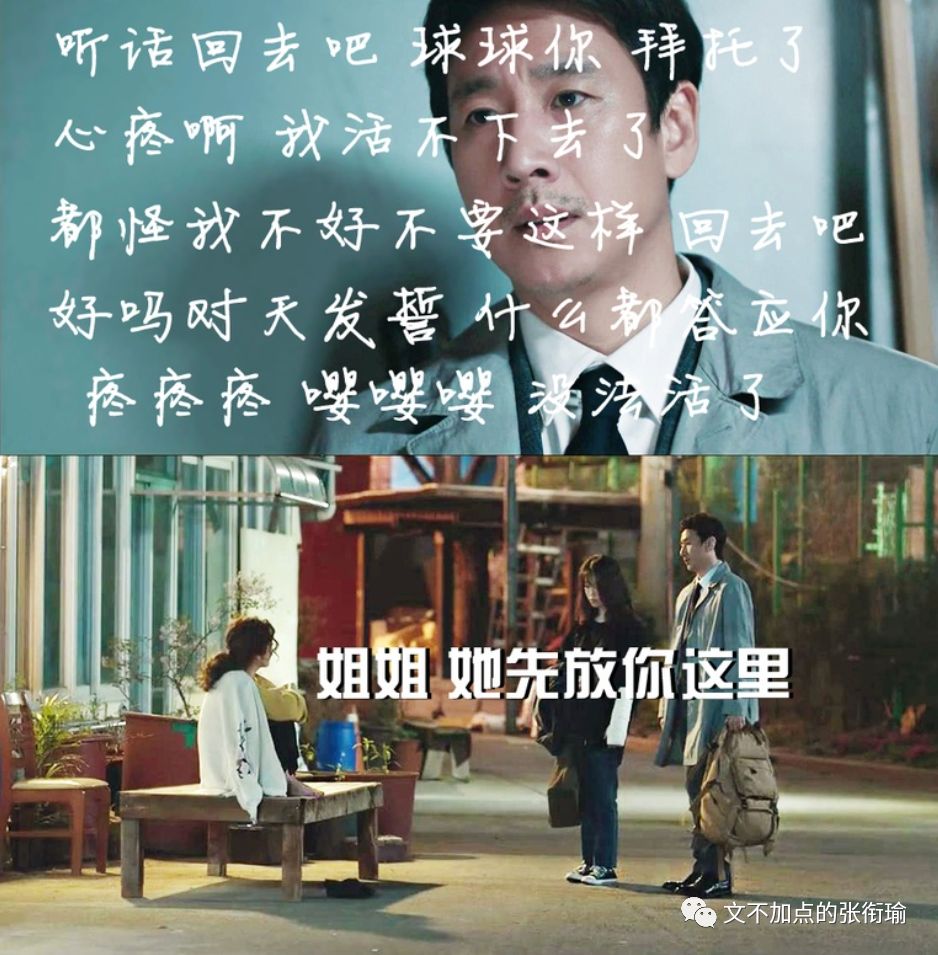 听话回去吧 球球你 拜托了
心疼啊 我活不下去了
都怪我不好不要这样 回去吧
好吗对天发誓 什么都答应你
疼疼疼 嘤嘤嘤 没法活了
姐姐 她先放你这里
文不加点的张衔瑜